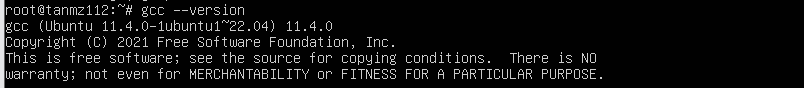 root@tanmz112:~# gcc --version
gcc (Ubuntu 11.4.0-1ubuntu1~22.04) 11.4.0
Copyright (C) 2021 Free Software Foundation, Inc.
This is free software; see the source for copying conditions.  There is NO
warranty; not even for MERCHANTABILITY or FITNESS FOR A PARTICULAR PURPOSE.